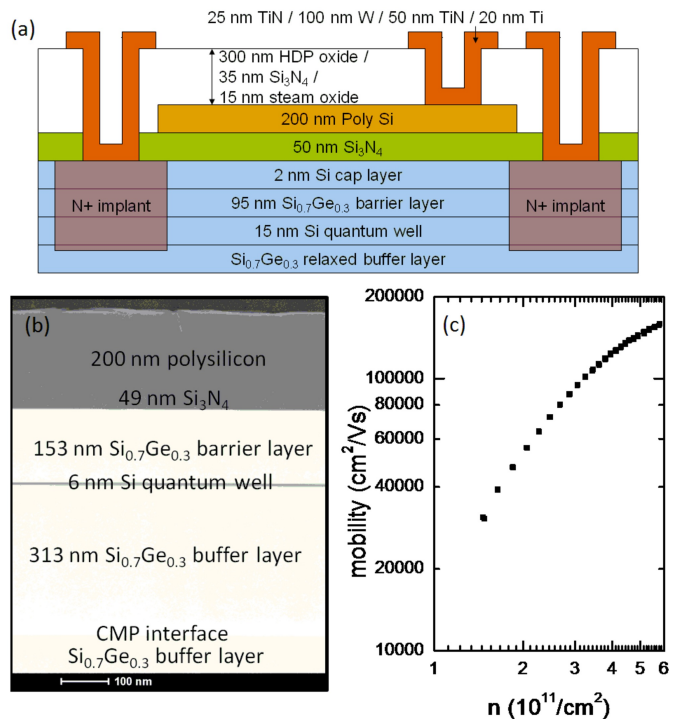 (a)
25 nm TiN / 100 nm W / 50 nm TiN / 20 nm Ti
300 nm HDP oxide /
35 nm Si₃N₄ /
15 nm steam oxide
200 nm Poly Si
50 nm Si₃N₄
2 nm Si cap layer
N+ implant
95 nm Si₀.₇Ge₀.₃ barrier layer
N+ implant
15 nm Si quantum well
Si₀.₇Ge₀.₃ relaxed buffer layer
(b)
200 nm polysilicon
49 nm Si₃N₄
153 nm Si₀.₇Ge₀.₃ barrier layer
6 nm Si quantum well
313 nm Si₀.₇Ge₀.₃ buffer layer
CMP interface
Si₀.₇Ge₀.₃ buffer layer
100 nm
(c)
200000
100000
80000
60000
40000
20000
10000
mobility (cm²/Vs)
1 2 3 4 5 6
n (10¹¹/cm²)